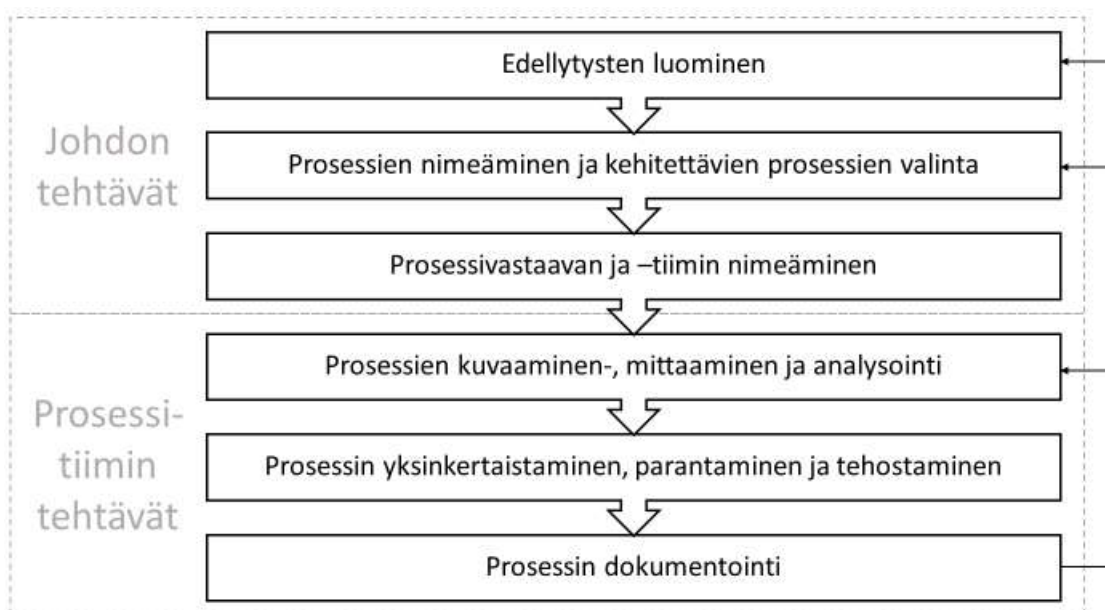 Edellytysten luominen
Johdon
tehtävät
Prosessien nimeäminen ja kehitettävien prosessien valinta
Prosessivastaavan ja –tiimin nimeäminen
Prosessi-
tiimin
tehtävät
Prosessien kuvaaminen-, mittaaminen ja analysointi
Prosessin yksinkertaistaminen, parantaminen ja tehostaminen
Prosessin dokumentointi